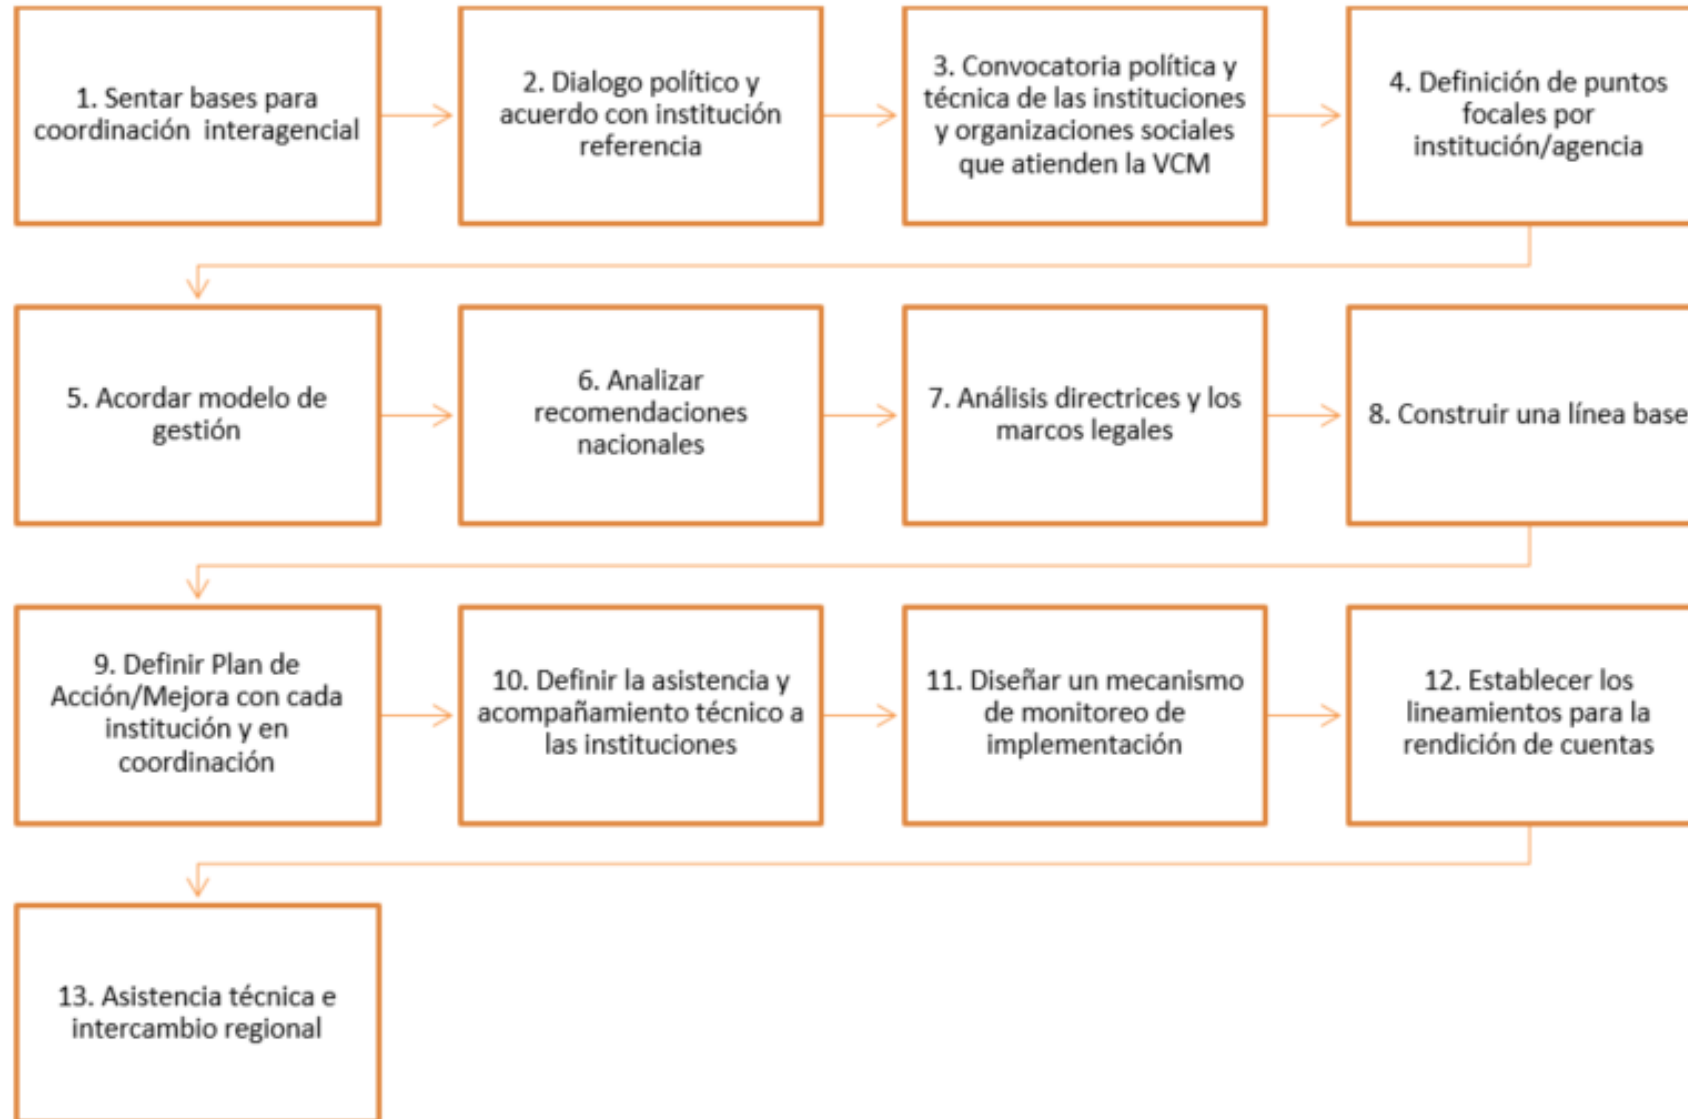 1. Sentar bases para
coordinación interagencial
2. Dialogo político y
acuerdo con institución
referencia
3. Convocatoria política y
técnica de las instituciones
y organizaciones sociales
que atienden la VCM
4. Definición de puntos
focales por
institución/agencia
5. Acordar modelo de
gestión
6. Analizar
recomendaciones
nacionales
7. Análisis directrices y los
marcos legales
8. Construir una línea base
9. Definir Plan de
Acción/Mejora con cada
institución y en
coordinación
10. Definir la asistencia y
acompañamiento técnico a
las instituciones
11. Diseñar un mecanismo
de monitoreo de
implementación
12. Establecer los
lineamientos para la
rendición de cuentas
13. Asistencia técnica e
intercambio regional